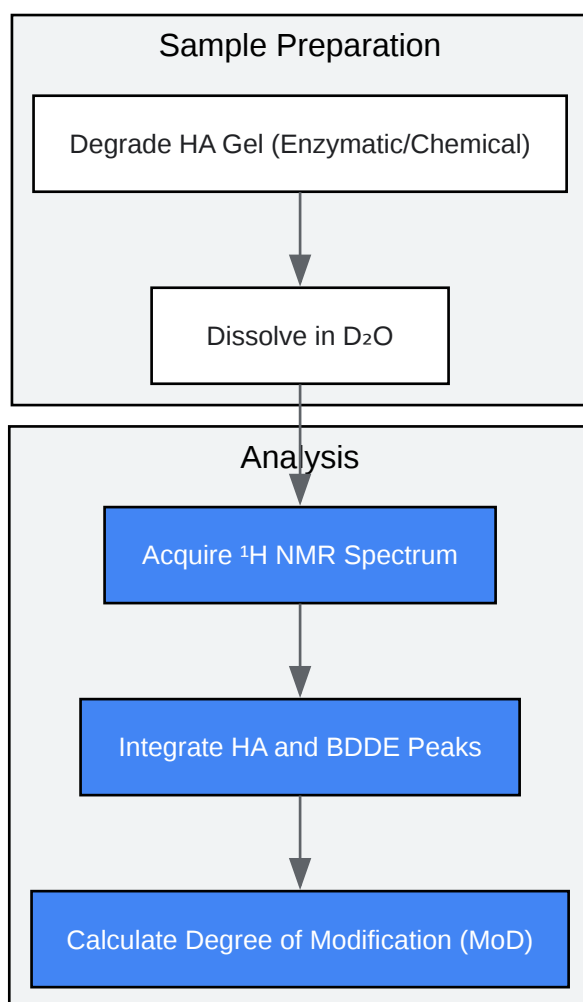 Sample Preparation
Degrade HA Gel (Enzymatic/Chemical)
Dissolve in D₂O
Analysis
Acquire ¹H NMR Spectrum
Integrate HA and BDDE Peaks
Calculate Degree of Modification (MoD)